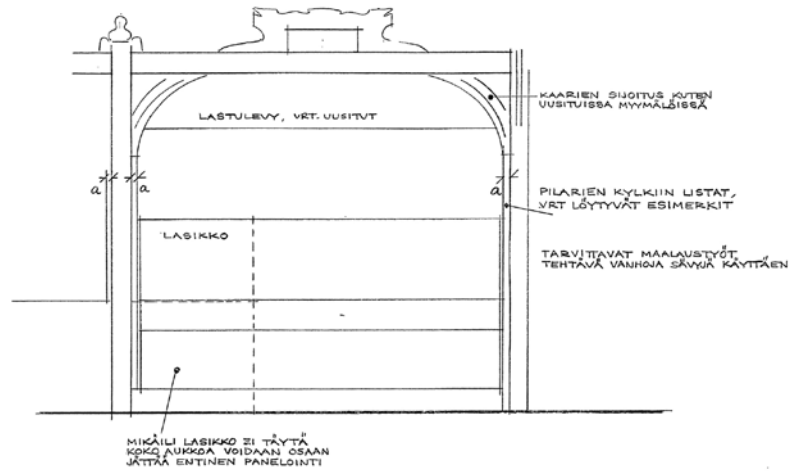 KAARIEN SIJOITUS KUTEN
UUSITUISSA MYYMÄLÖISSÄ
LASTULEVY, VRT. UUSITUT
a
a
a
PILARIEN KYLKIIN LISTAT,
VRT LÖYTYVÄT ESIMERKIT
LASIKKO
TARVITTAVAT MAALAUSTYÖT
TEHTÄVÄ VANHOJA SÄVYJÄ KÄYTTÄEN
MIKÄILI LASIKKO EI TÄYTÄ
KOKO AUKKOA VOIDAAN OSAAN
JÄTTÄÄ ENTINEN PANELOINTI